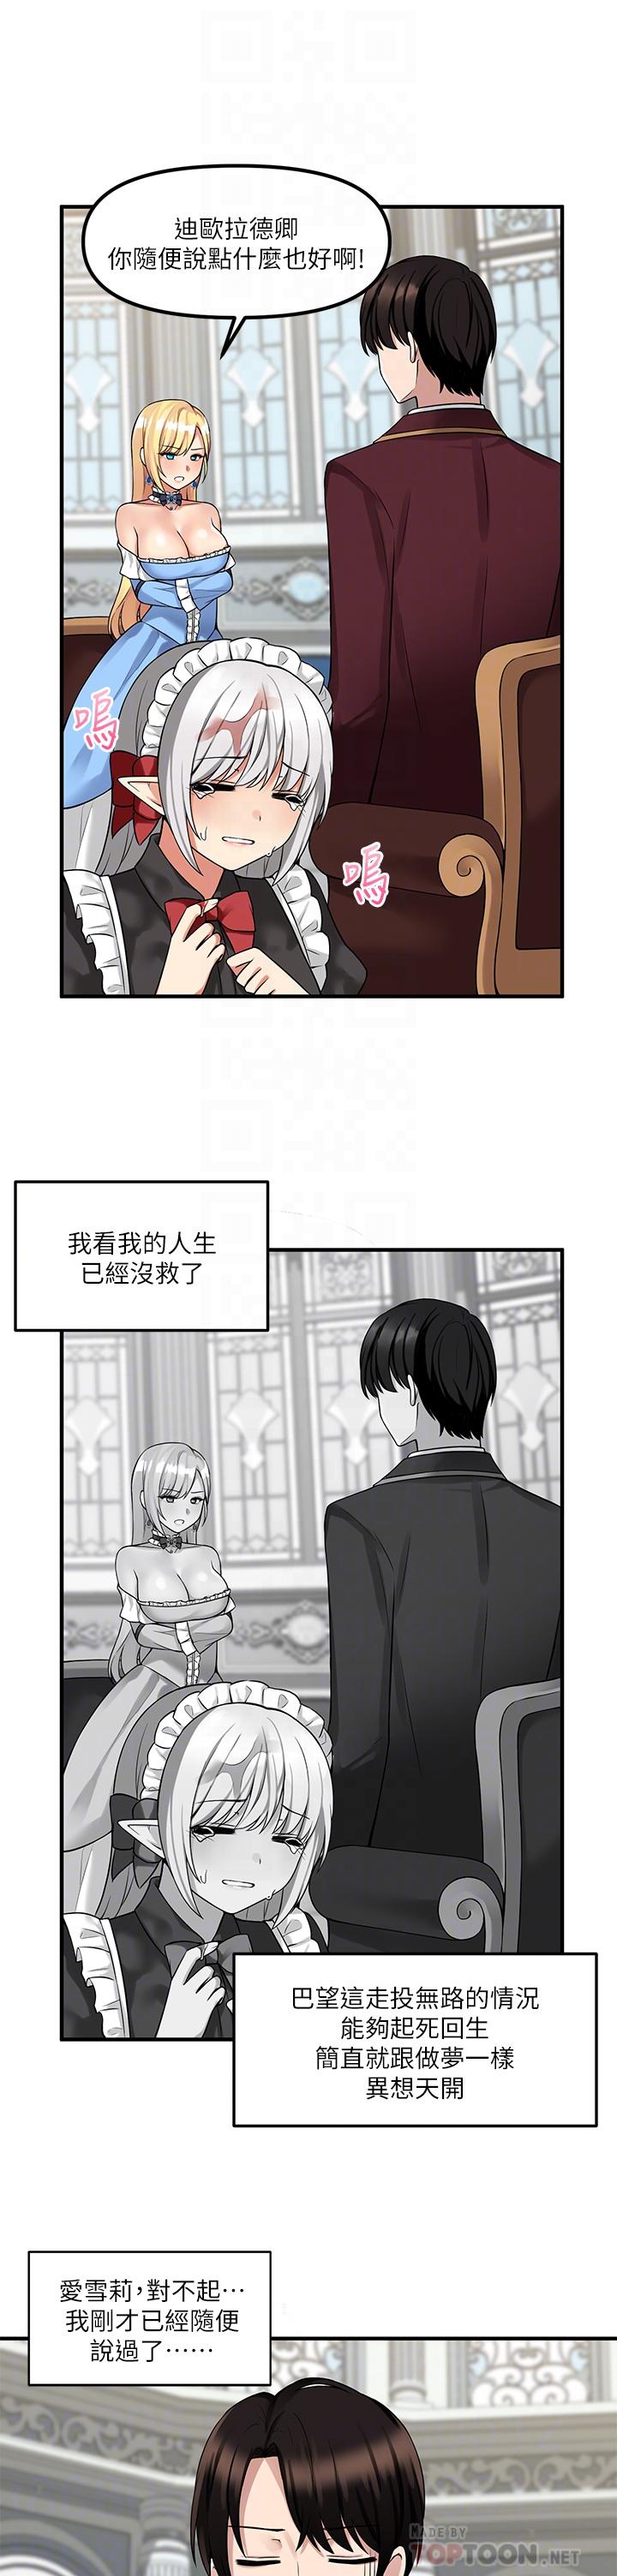 迪歐拉德卿
你隨便說點什麼也好啊!
嗚
嗚
我看我的人生
已經沒救了
巴望這走投無路的情況
能夠起死回生
簡直就跟做夢一樣
異想天開
愛雪莉,對不起…
我剛才已經隨便
說過了……
MADE BY
TOPTOON.NET